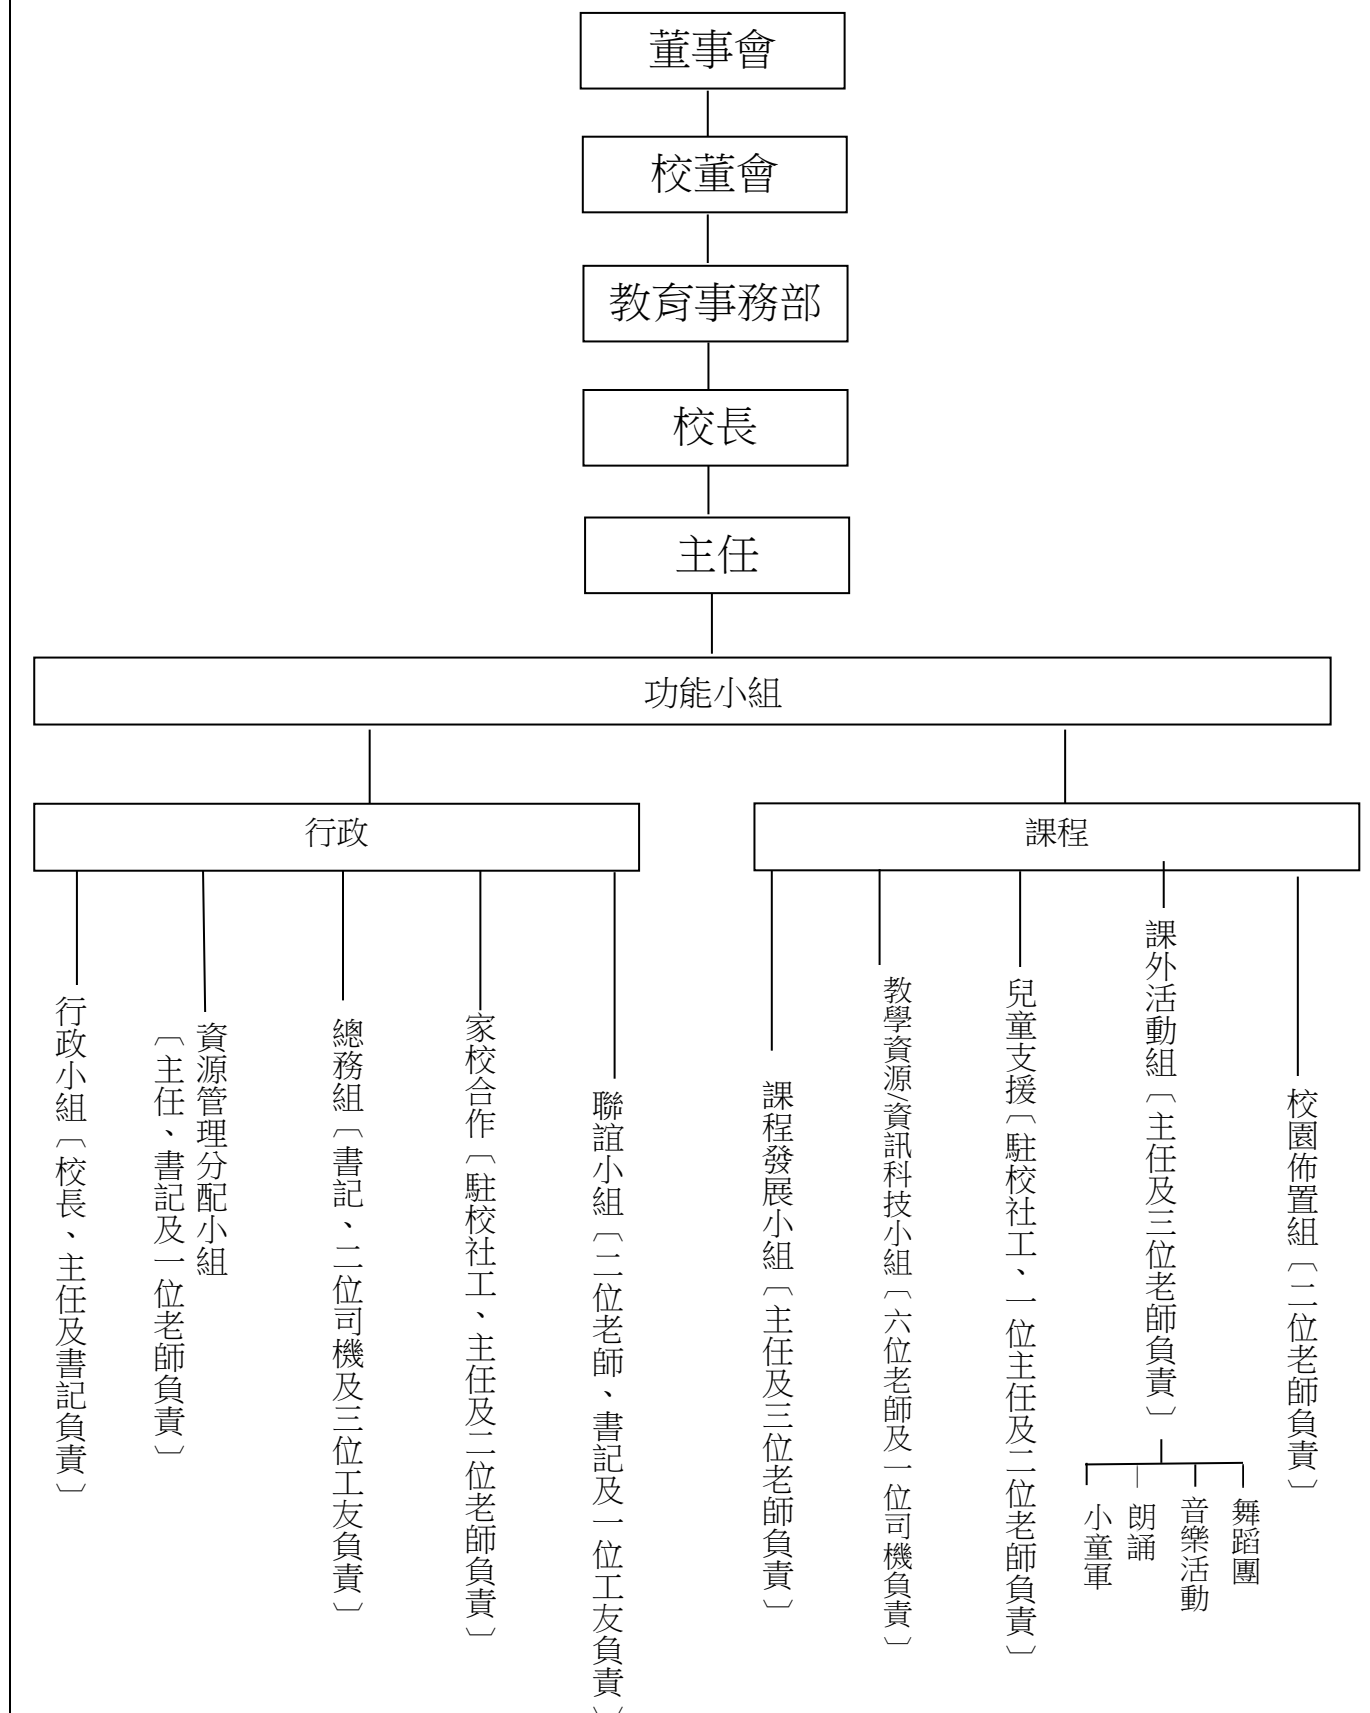 董事會
校董會
教育事務部
校長
主任
功能小組
行政
課程
行政小組〔校長、主任及書記負責〕
資源管理分配小組
〔主任、書記及一位老師負責〕
總務組〔書記、二位司機及三位工友負責〕
家校合作〔駐校社工、主任及二位老師負責〕
聯誼小組〔二位老師、書記及一位工友負責〕
課程發展小組〔主任及三位老師負責〕
教學資源/資訊科技小組〔六位老師及一位司機負責〕
兒童支援〔駐校社工、一位主任及二位老師負責〕
課外活動組〔主任及三位老師負責〕
小童軍
朗誦
音樂活動
舞蹈團
校園佈置組〔二位老師負責〕